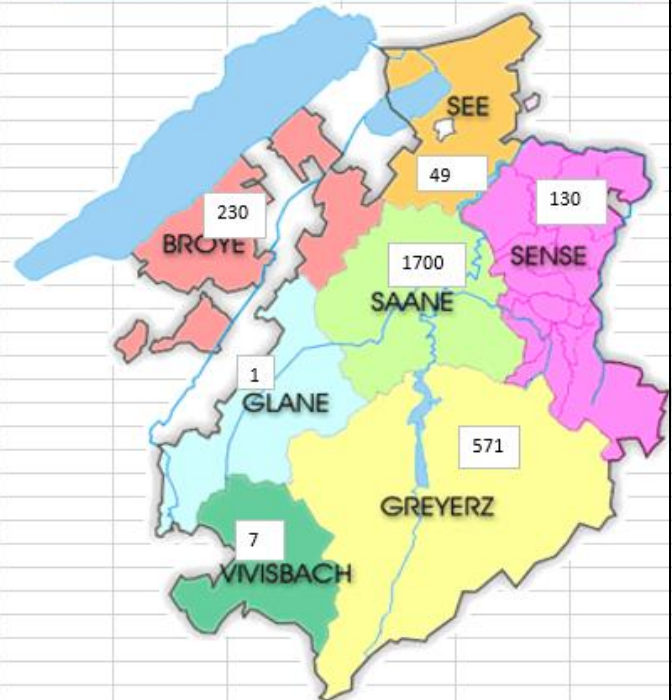 SEE
49
130
230
BROYE
SENSE
1700
SAANE
1
GLANE
571
GREYERZ
7
VIVISBACH